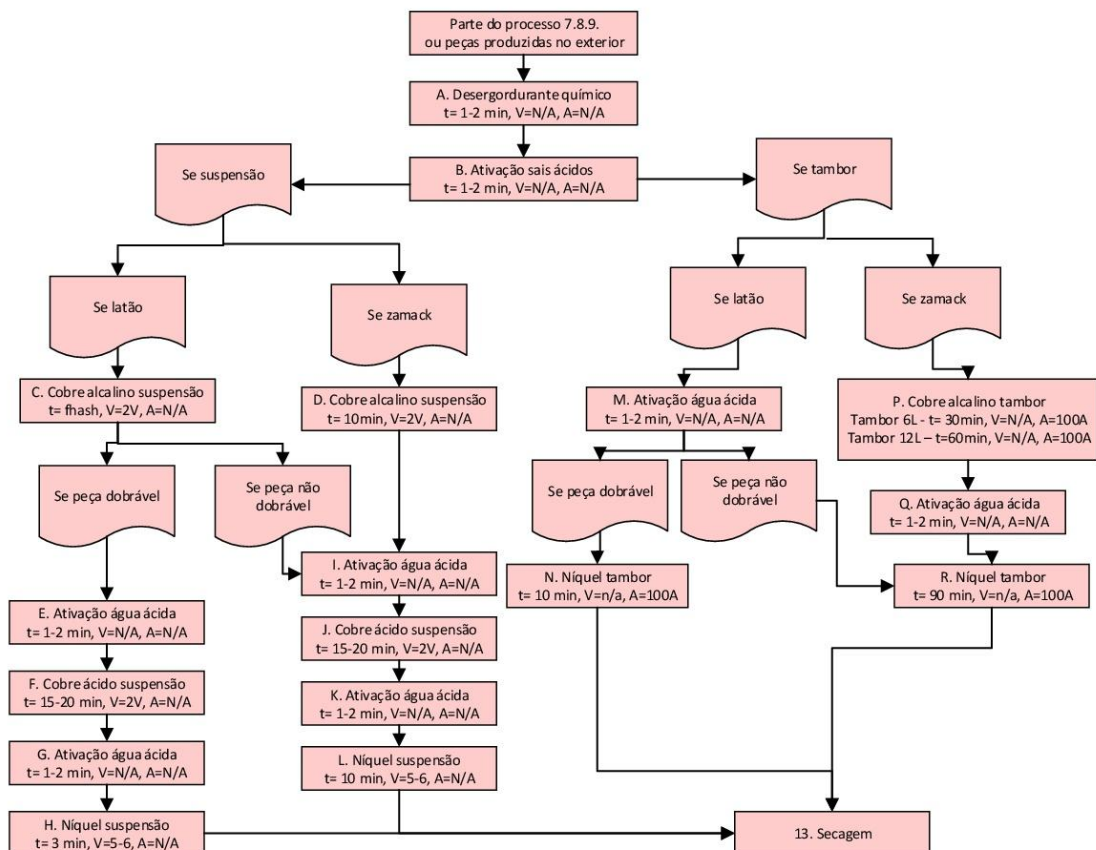 Parte do processo 7.8.9.
ou peças produzidas no exterior
A. Desergordurante químico
t= 1-2 min, V=N/A, A=N/A
B. Ativação sais ácidos
t= 1-2 min, V=N/A, A=N/A
Se suspensão
Se tambor
Se latão
Se zamack
Se latão
Se zamack
C. Cobre alcalino suspensão
t= fhash, V=2V, A=N/A
D. Cobre alcalino suspensão
t= 10min, V=2V, A=N/A
M. Ativação água ácida
t= 1-2 min, V=N/A, A=N/A
P. Cobre alcalino tambor
Tambor 6L - t= 30min, V=N/A, A=100A
Tambor 12L – t=60min, V=N/A, A=100A
Se peça dobrável
Se peça não
dobrável
Se peça dobrável
Se peça não
dobrável
Q. Ativação água ácida
t= 1-2 min, V=N/A, A=N/A
I. Ativação água ácida
t= 1-2 min, V=N/A, A=N/A
N. Níquel tambor
t= 10 min, V=n/a, A=100A
R. Níquel tambor
t= 90 min, V=n/a, A=100A
E. Ativação água ácida
t= 1-2 min, V=N/A, A=N/A
J. Cobre ácido suspensão
t= 15-20 min, V=2V, A=N/A
F. Cobre ácido suspensão
t= 15-20 min, V=2V, A=N/A
K. Ativação água ácida
t= 1-2 min, V=N/A, A=N/A
G. Ativação água ácida
t= 1-2 min, V=N/A, A=N/A
L. Níquel suspensão
t= 10 min, V=5-6, A=N/A
H. Níquel suspensão
t= 3 min, V=5-6, A=N/A
13. Secagem